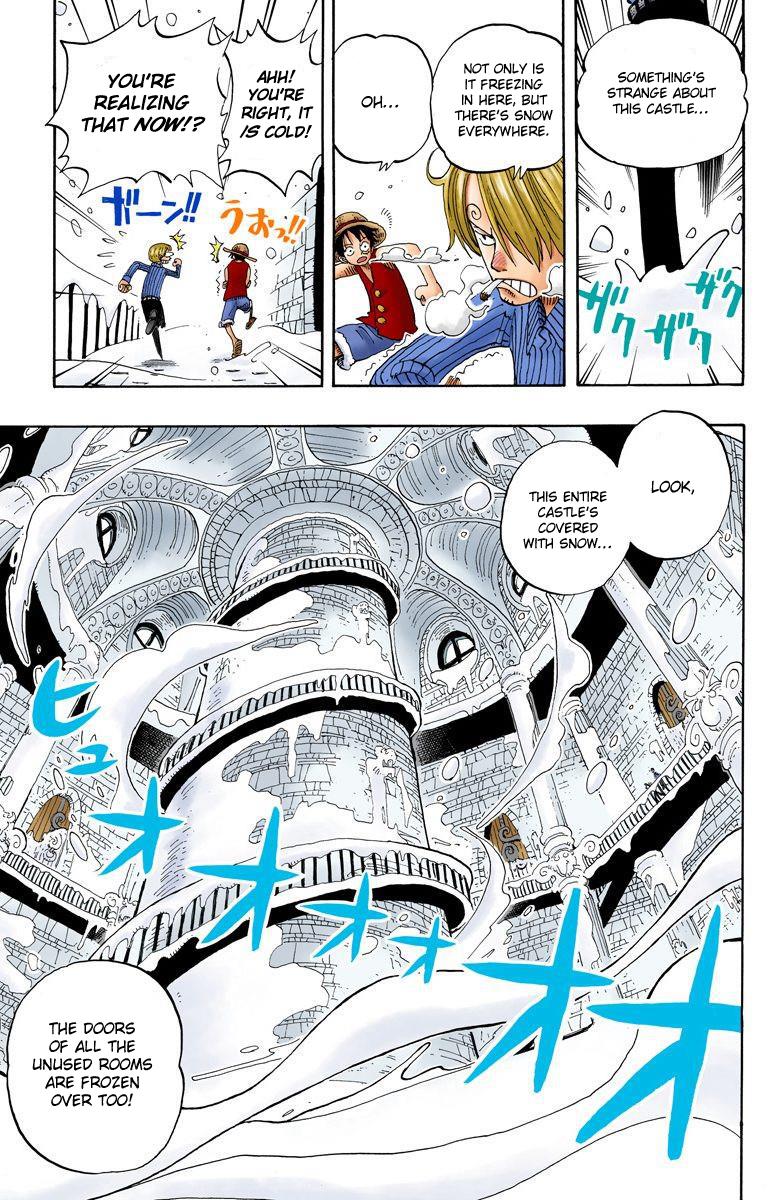 SOMETHING'S
STRANGE ABOUT
THIS CASTLE...
ザク
ザク
ザク
NOT ONLY IS
IT FREEZING
IN HERE, BUT
THERE'S SNOW
EVERYWHERE.
OH...
AHH!
YOU'RE
RIGHT, IT
IS COLD!
YOU'RE
REALIZING
THAT NOW!?
うおっ!!
ガーン!!
LOOK,
THIS ENTIRE
CASTLE'S
COVERED
WITH SNOW...
ヒュオオオオオオ
THE DOORS
OF ALL THE
UNUSED ROOMS
ARE FROZEN
OVER TOO!